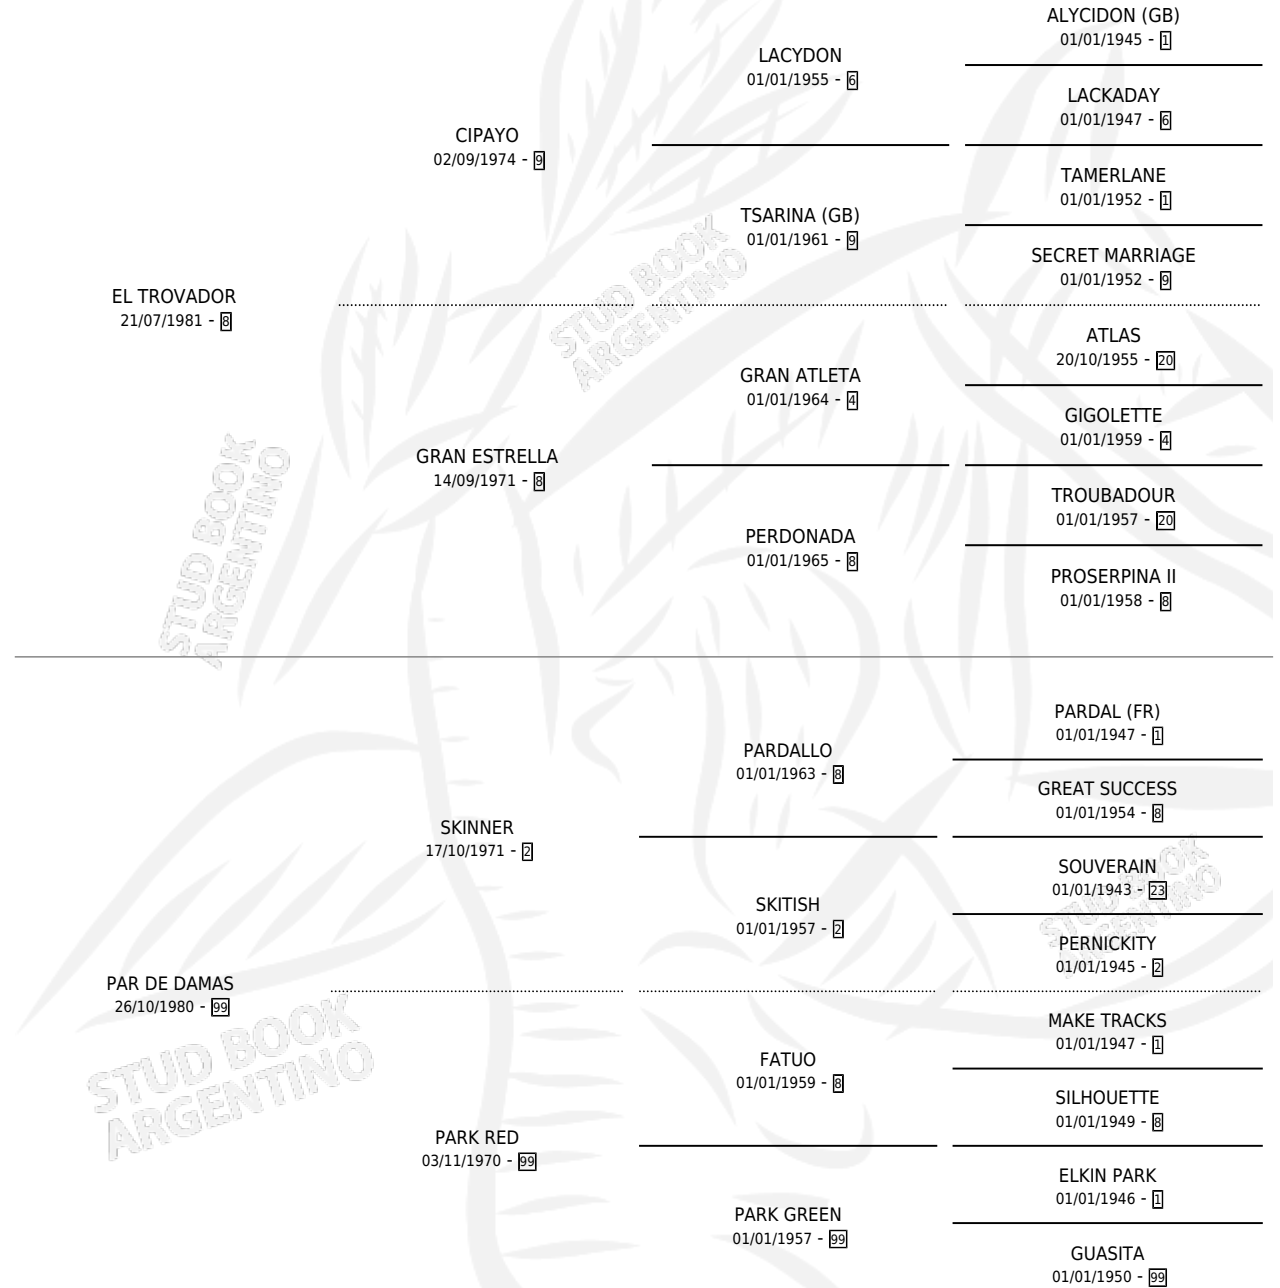 ALYCIDON (GB)
01/01/1945 - 1
LACYDON
01/01/1955 - 6
LACKADAY
01/01/1947 - 6
CIPAYO
02/09/1974 - 9
TAMERLANE
01/01/1952 - 1
TSARINA (GB)
01/01/1961 - 9
SECRET MARRIAGE
01/01/1952 - 9
EL TROVADOR
21/07/1981 - 8
STUD BOOK
ARGENTINO
ATLAS
20/10/1955 - 20
GRAN ATLETA
01/01/1964 - 4
GIGOLETTE
01/01/1959 - 4
GRAN ESTRELLA
14/09/1971 - 8
STUD BOOK
ARGENTINO
TROUBADOUR
01/01/1957 - 20
PERDONADA
01/01/1965 - 8
PROSERPINA II
01/01/1958 - 8
PARDAL (FR)
01/01/1947 - 1
PARDALLO
01/01/1963 - 8
GREAT SUCCESS
01/01/1954 - 8
SKINNER
17/10/1971 - 2
SOUVERAIN
01/01/1943 - 23
STUD BOOK
ARGENTINO
SKITISH
01/01/1957 - 2
PERNICKITY
01/01/1945 - 2
PAR DE DAMAS
26/10/1980 - 99
STUD BOOK
ARGENTINO
MAKE TRACKS
01/01/1947 - 1
FATUO
01/01/1959 - 8
SILHOUETTE
01/01/1949 - 8
PARK RED
03/11/1970 - 99
ELKIN PARK
01/01/1946 - 1
PARK GREEN
01/01/1957 - 99
GUASITA
01/01/1950 - 99